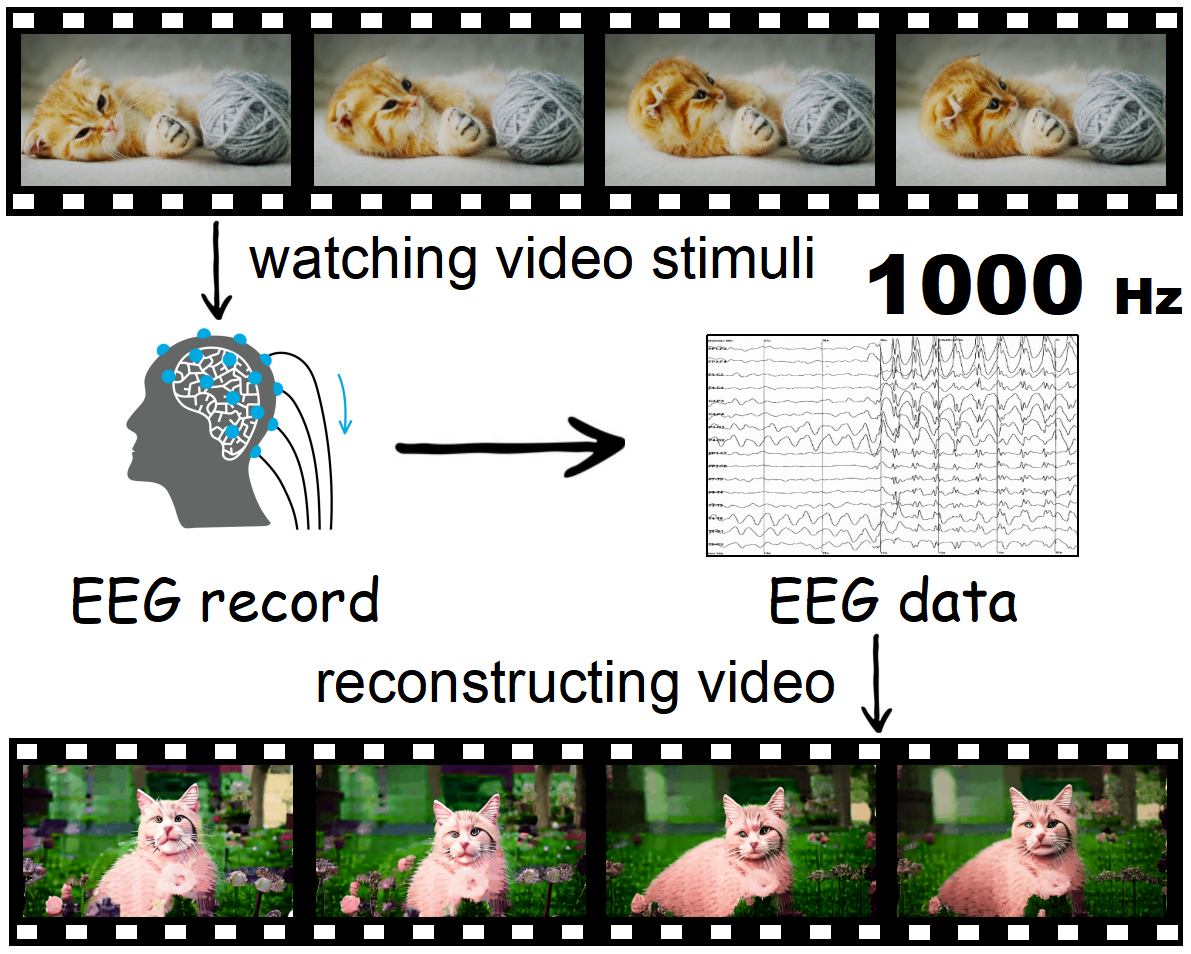 watching video stimuli
1000 Hz
EEG record
EEG data
reconstructing video